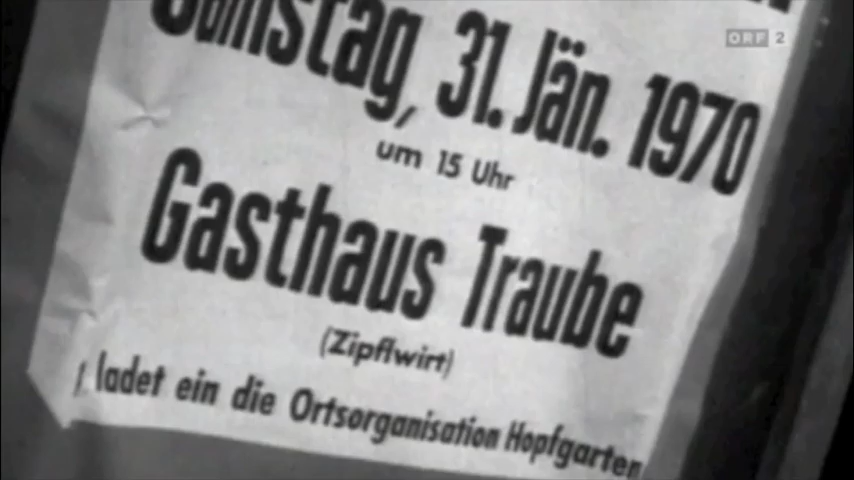 ORF 2
Samstag, 31. Jän. 1970
um 15 Uhr
Gasthaus Traube
(Zipflwirt)
ladet ein die Ortsorganisation Hopfgarten